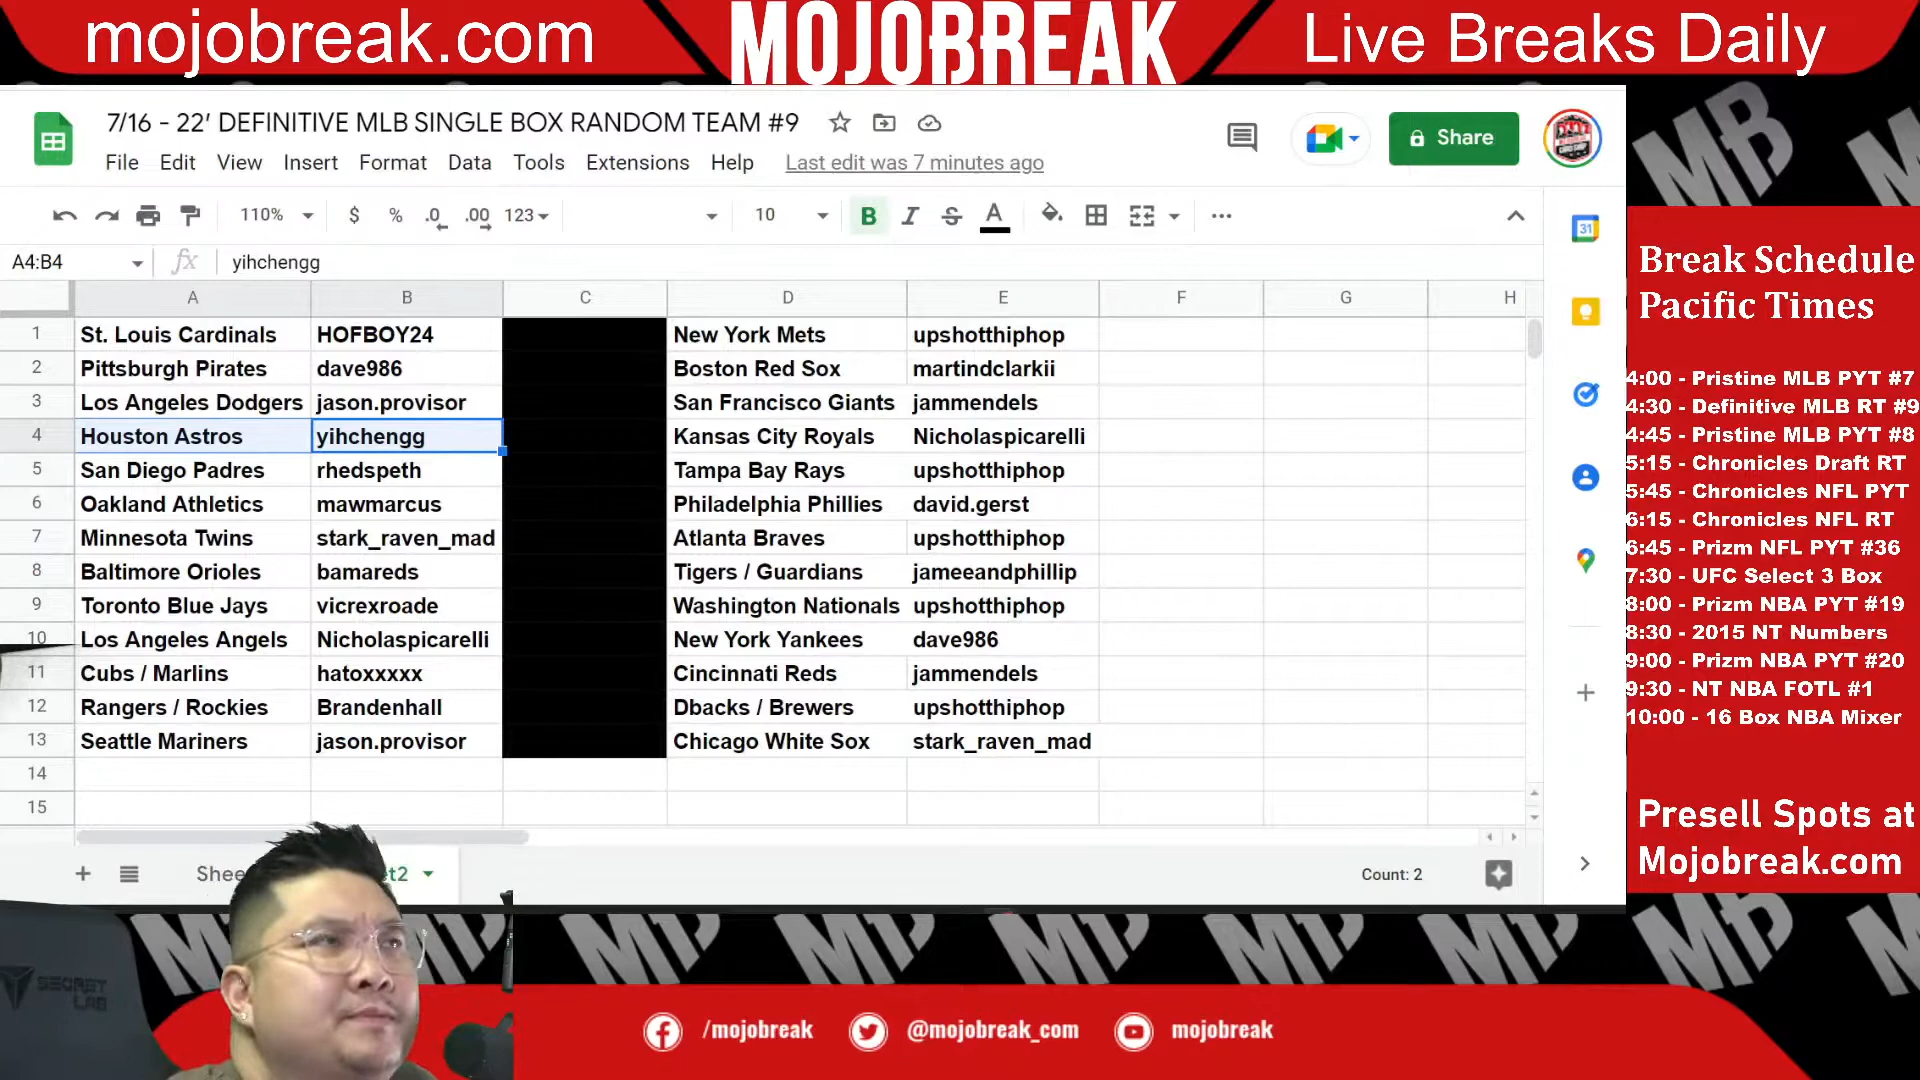 mojobreak.com
MOJOBREAK
Live Breaks Daily
7/16 - 22' DEFINITIVE MLB SINGLE BOX RANDOM TEAM #9
Share
File Edit View Insert Format Data Tools Extensions Help Last edit was 7 minutes ago
110% $ % .0 .00 123 10 B I S A
31
A4:B4 fx yihchengg
A B C D E F G H
1 St. Louis Cardinals HOFBOY24 New York Mets upshotthiphop
2 Pittsburgh Pirates dave986 Boston Red Sox martindclarkii
3 Los Angeles Dodgers jason.provisor San Francisco Giants jammendels
4 Houston Astros yihchengg Kansas City Royals Nicholaspicarelli
5 San Diego Padres rhedspeth Tampa Bay Rays upshotthiphop
6 Oakland Athletics mawmarcus Philadelphia Phillies david.gerst
7 Minnesota Twins stark_raven_mad Atlanta Braves upshotthiphop
8 Baltimore Orioles bamareds Tigers / Guardians jameeandphillip
9 Toronto Blue Jays vicrexroade Washington Nationals upshotthiphop
10 Los Angeles Angels Nicholaspicarelli New York Yankees dave986
11 Cubs / Marlins hatoxxxxx Cincinnati Reds jammendels
12 Rangers / Rockies Brandenhall Dbacks / Brewers upshotthiphop
13 Seattle Mariners jason.provisor Chicago White Sox stark_raven_mad
14
15
Count: 2
Break Schedule
Pacific Times
4:00 - Pristine MLB PYT #7
4:30 - Definitive MLB RT #9
4:45 - Pristine MLB PYT #8
5:15 - Chronicles Draft RT
5:45 - Chronicles NFL PYT
6:15 - Chronicles NFL RT
6:45 - Prizm NFL PYT #36
7:30 - UFC Select 3 Box
8:00 - Prizm NBA PYT #19
8:30 - 2015 NT Numbers
9:00 - Prizm NBA PYT #20
9:30 - NT NBA FOTL #1
10:00 - 16 Box NBA Mixer
Presell Spots at
Mojobreak.com
SECRET
LAB
/mojobreak
@mojobreak_com
mojobreak